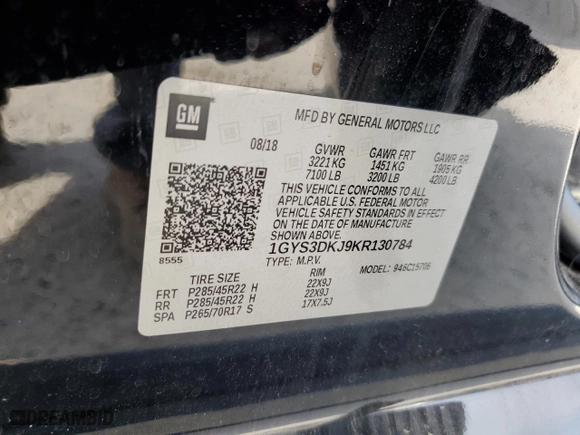 GM
MFD BY GENERAL MOTORS LLC
08/18
GVWR GAWR FRT GAWR RR
3221 KG 1451 KG 1905 KG
7100 LB 3200 LB 4200 LB
THIS VEHICLE CONFORMS TO ALL
APPLICABLE U.S. FEDERAL MOTOR
VEHICLE SAFETY STANDARDS IN EFFECT
ON THE DATE OF MANUFACTURE
SHOWN ABOVE.
1GYS3DKJ9KR130784
8555
TYPE: M.P.V. MODEL: 946C15706
TIRE SIZE RIM
FRT P285/45R22 H 22X9J
RR P285/45R22 H 22X9J
SPA P265/70R17 S 17X7.5J
DREAMBID